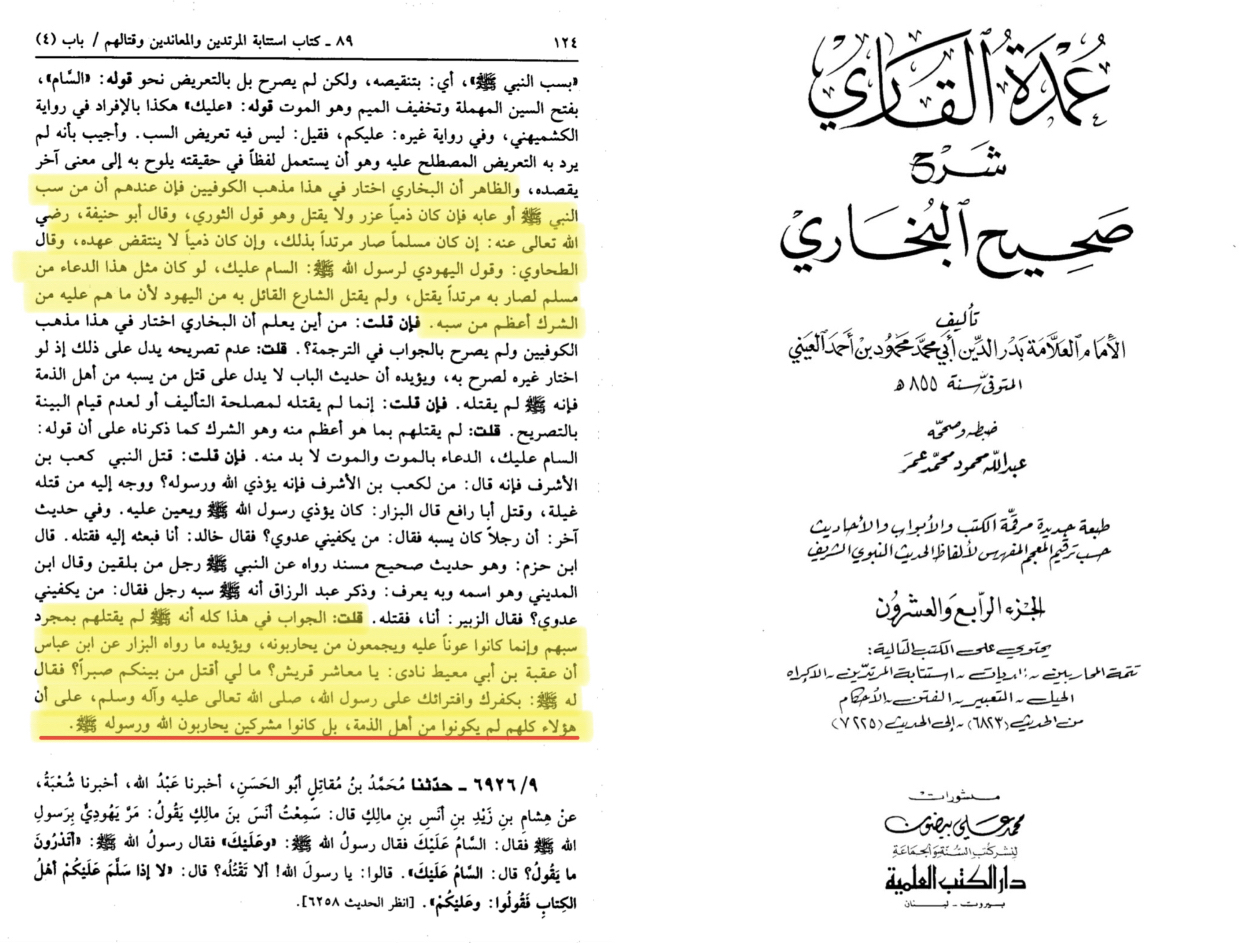 ١٢٤
٨٩ ـ كتاب استتابة المرتدين والمعاندين وقتالهم / باب (٤)
«بسب النبي ﷺ»، أي: بتنقيصه، ولكن لم يصرح بل بالتعريض نحو قوله: «السَّام»،
بفتح السين المهملة وتخفيف الميم وهو الموت قوله: «عليك» هكذا بالإفراد في رواية
الكشميهني، وفي رواية غيره: عليكم، فقيل: ليس فيه تعريض السب. وأجيب بأنه لم
يرد به التعريض المصطلح عليه وهو أن يستعمل لفظاً في حقيقته يلوح به إلى معنى آخر
يقصده، والظاهر أن البخاري اختار في هذا مذهب الكوفيين فإن عندهم أن من سب
النبي ﷺ أو عابه فإن كان ذمياً عزر ولا يقتل وهو قول الثوري، وقال أبو حنيفة، رضي
الله تعالى عنه: إن كان مسلماً صار مرتداً بذلك، وإن كان ذمياً لا ينتقض عهده، وقال
الطحاوي: وقول اليهودي لرسول الله ﷺ: السام عليك، لو كان مثل هذا الدعاء من
مسلم لصار به مرتداً يقتل، ولم يقتل الشارع القائل به من اليهود لأن ما هم عليه من
الشرك أعظم من سبه. فإن قلت: من أين يعلم أن البخاري اختار في هذا مذهب
الكوفيين ولم يصرح بالجواب في الترجمة؟. قلت: عدم تصريحه يدل على ذلك إذ لو
اختار غيره لصرح به، ويؤيده أن حديث الباب لا يدل على قتل من يسبه من أهل الذمة
فإنه ﷺ لم يقتله. فإن قلت: إنما لم يقتله لمصلحة التأليف أو لعدم قيام البينة
بالتصريح. قلت: لم يقتلهم بما هو أعظم منه وهو الشرك كما ذكرناه على أن قوله:
السام عليك، الدعاء بالموت والموت لا بد منه. فإن قلت: قتل النبي كعب بن
الأشرف فإنه قال: من لكعب بن الأشرف فإنه يؤذي الله ورسوله؟ ووجه إليه من قتله
غيلة، وقتل أبا رافع قال البزار: كان يؤذي رسول الله ﷺ ويعين عليه. وفي حديث
آخر: أن رجلاً كان يسبه فقال: من يكفيني عدوي؟ فقال خالد: أنا فبعثه إليه فقتله. قال
ابن حزم: وهو حديث صحيح مسند رواه عن النبي ﷺ رجل من بلقين وقال ابن
المديني وهو اسمه وبه يعرف: وذكر عبد الرزاق أنه ﷺ سبه رجل فقال: من يكفيني
عدوي؟ فقال الزبير: أنا، فقتله. قلت: الجواب في هذا كله أنه ﷺ لم يقتلهم بمجرد
سبهم وإنما كانوا عوناً عليه ويجمعون من يحاربونه، ويؤيده ما رواه البزار عن ابن عباس
أن عقبة بن أبي معيط نادى: يا معاشر قريش؟ ما لي أقتل من بينكم صبراً؟ فقال
له ﷺ: بكفرك وافترائك على رسول الله، صلى الله تعالى عليه وآله وسلم، على أن
هؤلاء كلهم لم يكونوا من أهل الذمة، بل كانوا مشركين يحاربون الله ورسوله ﷺ.
٦٩٢٦/٩ ـ حدّثنا مُحَمَّدُ بنُ مُقاتِلٍ أبُو الحَسَنِ، أخبرنا عَبْدُ الله، أخبرنا شُعْبَةُ،
عنْ هِشامِ بنِ زَيْدِ بنِ أنَسِ بنِ مالِكٍ قال: سَمِعْتُ أنَسَ بنَ مالِكٍ يَقُولُ: مَرَّ يَهُودِيٌّ بِرَسولِ
الله ﷺ فقال: السَّامُ عَلَيْكَ فقال رسولُ الله ﷺ: «وعَلَيْكَ» فقال رسولُ الله ﷺ: «أتَدْرُونَ
ما يَقُولُ؟ قال: السَّامُ عَلَيْكَ». قالوا: يا رسولَ الله! ألا نَقْتُلُه؟ قال: «لا إذا سَلَّمَ عَلَيْكُمْ أهْلُ
الكِتابِ فَقُولُوا: وعَلَيْكُمْ». [انظر الحديث ٦٢٥٨].
عُمْدَةُ القَارِي
شَرْح
صَحِيحِ البُخَارِي
تأليف
الأمام العلامة بدر الدين أبي محمد محمود بن أحمد العيني
المتوفى سنة ٨٥٥ هـ
ضبطه وصححه
عبد الله محمود محمد عمر
طبعة جديدة مرقمة الكتب والأبواب والأحاديث
حسب ترقيم المعجم المفهرس لألفاظ الحديث النبوي الشريف
الجزء الرابع والعشرون
يحتوي على الكتب التالية:
تتمة المحاربين ـ الديات ـ استتابة المرتدين ـ الإكراه
الحيل ـ التعبير ـ الفتن ـ الأحكام
من الحديث (٦٨٢٣) ـ إلى الحديث (٧٢٢٥)
منشورات
محمد علي بيضون
لنشر كتب السنة والجماعة
دار الكتب العلمية
بيروت ـ لبنان